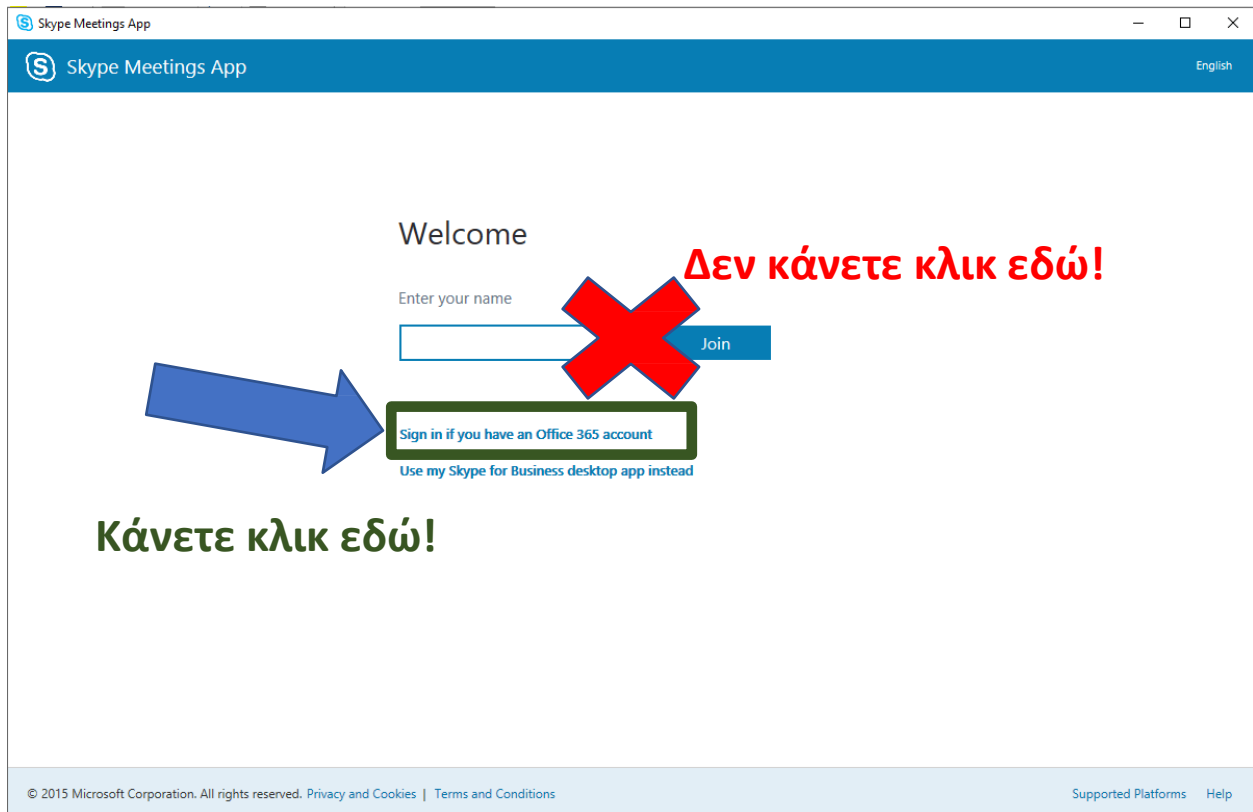 Skype Meetings App
Skype Meetings App
English
Welcome
Δεν κάνετε κλικ εδώ!
Enter your name
Join
Sign in if you have an Office 365 account
Use my Skype for Business desktop app instead
Κάνετε κλικ εδώ!
© 2015 Microsoft Corporation. All rights reserved. Privacy and Cookies | Terms and Conditions Supported Platforms Help